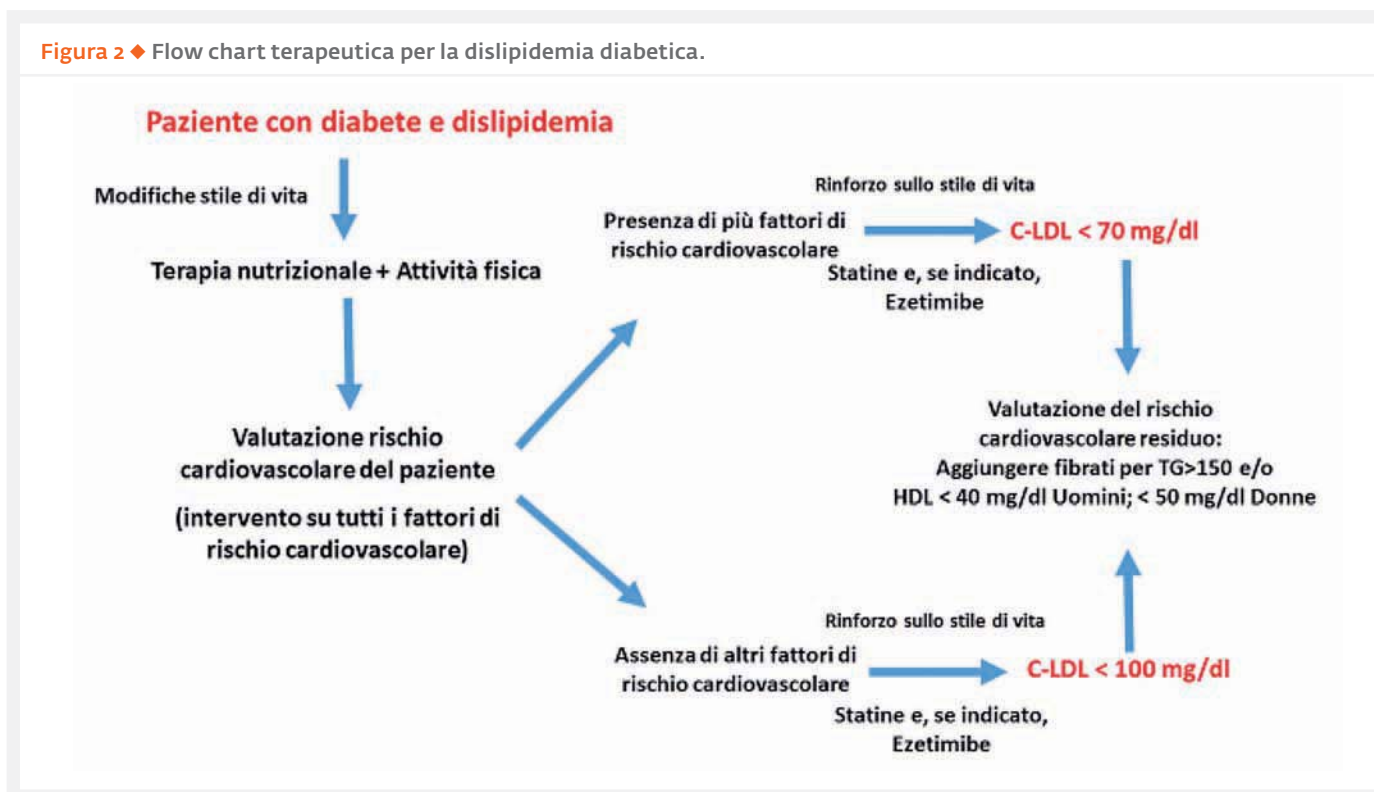 Figura 2 ◆ Flow chart terapeutica per la dislipidemia diabetica.
Paziente con diabete e dislipidemia
Modifiche stile di vita
Terapia nutrizionale + Attività fisica
Valutazione rischio
cardiovascolare del paziente
(intervento su tutti i fattori di
rischio cardiovascolare)
Presenza di più fattori di
rischio cardiovascolare
Rinforzo sullo stile di vita
Statine e, se indicato,
Ezetimibe
C-LDL < 70 mg/dl
Valutazione del rischio
cardiovascolare residuo:
Aggiungere fibrati per TG>150 e/o
HDL < 40 mg/dl Uomini; < 50 mg/dl Donne
Assenza di altri fattori di
rischio cardiovascolare
Rinforzo sullo stile di vita
Statine e, se indicato,
Ezetimibe
C-LDL < 100 mg/dl